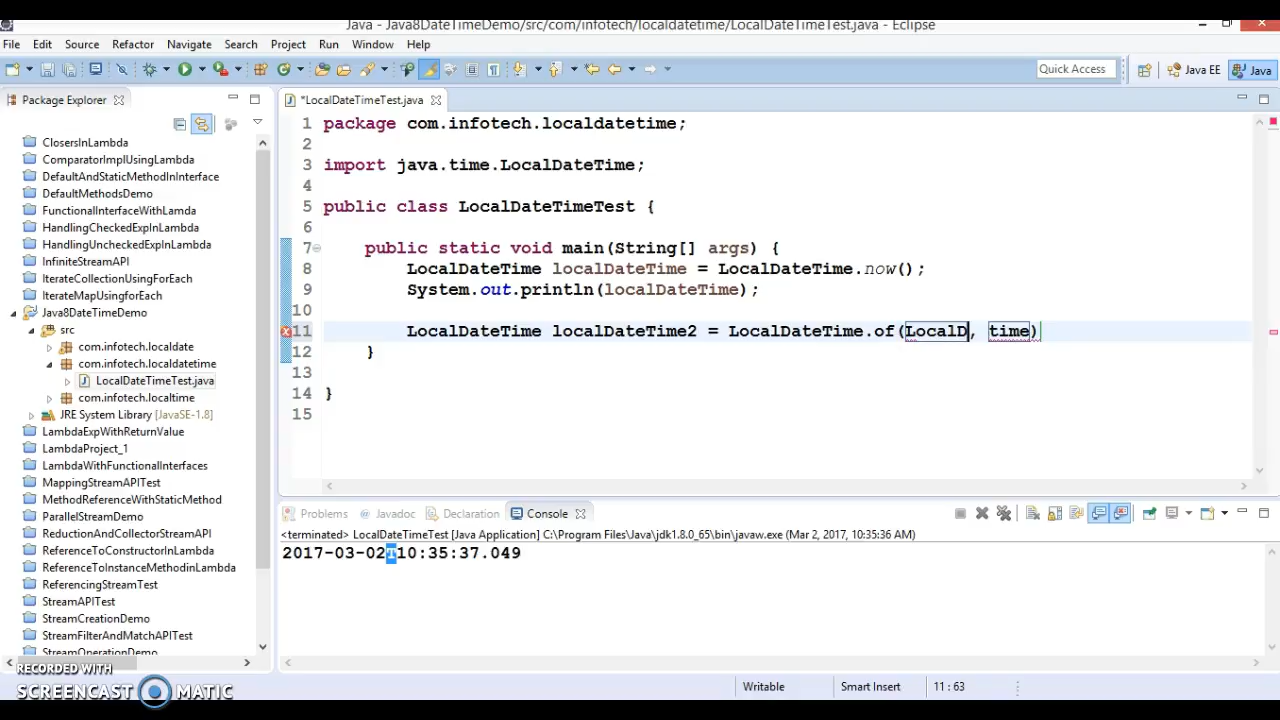 Java - Java8DateTimeDemo/src/com/infotech/localdatetime/LocalDateTimeTest.java - Eclipse
File Edit Source Refactor Navigate Search Project Run Window Help
Quick Access Java EE Java
Package Explorer
*LocalDateTimeTest.java
ClosersInLambda
ComparatorImplUsingLambda
DefaultAndStaticMethodInInterface
DefaultMethodsDemo
FunctionalInterfaceWithLamda
HandlingCheckedExpInLambda
HandlingUncheckedExpInLambda
InfiniteStreamAPI
IterateCollectionUsingForEach
IterateMapUsingforEach
Java8DateTimeDemo
src
com.infotech.localdate
com.infotech.localdatetime
LocalDateTimeTest.java
com.infotech.localtime
JRE System Library [JavaSE-1.8]
LambdaExpWithReturnValue
LambdaProject_1
LambdaWithFunctionalInterfaces
MappingStreamAPITest
MethodReferenceWithStaticMethod
ParallelStreamDemo
ReductionAndCollectorStreamAPI
ReferenceToConstructorInLambda
ReferenceToInstanceMethodInLambda
ReferencingStreamTest
StreamAPITest
StreamCreationDemo
StreamFilterAndMatchAPITest
StreamOperationDemo
1 package com.infotech.localdatetime;
2
3 import java.time.LocalDateTime;
4
5 public class LocalDateTimeTest {
6
7 public static void main(String[] args) {
8 LocalDateTime localDateTime = LocalDateTime.now();
9 System.out.println(localDateTime);
10
11 LocalDateTime localDateTime2 = LocalDateTime.of(LocalD, time)
12 }
13
14 }
15
Problems Javadoc Declaration Console
<terminated> LocalDateTimeTest [Java Application] C:\Program Files\Java\jdk1.8.0_65\bin\javaw.exe (Mar 2, 2017, 10:35:36 AM)
2017-03-02T10:35:37.049
Writable Smart Insert 11 : 63
RECORDED WITH
SCREENCAST MATIC